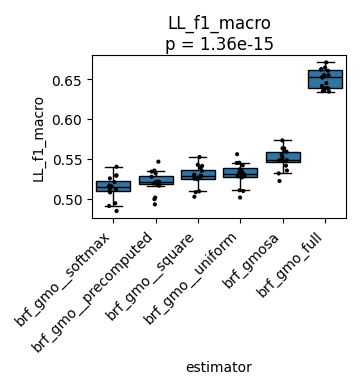 LL_f1_macro
p = 1.36e-15
LL_f1_macro
0.65
0.60
0.55
0.50
brf_gmo__softmax
brf_gmo__precomputed
brf_gmo__square
brf_gmo__uniform
brf_gmosa
brf_gmo_full
estimator